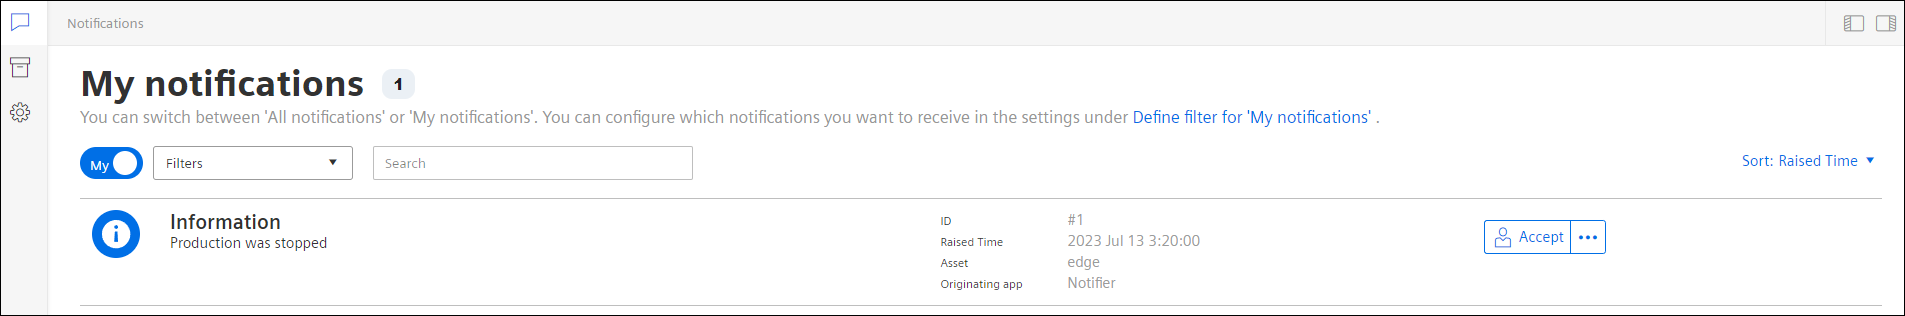 Notifications
My notifications 1
You can switch between 'All notifications' or 'My notifications'. You can configure which notifications you want to receive in the settings under Define filter for 'My notifications' .
My Filters Search Sort: Raised Time
Information
Production was stopped
ID #1
Raised Time 2023 Jul 13 3:20:00
Asset edge
Originating app Notifier
Accept